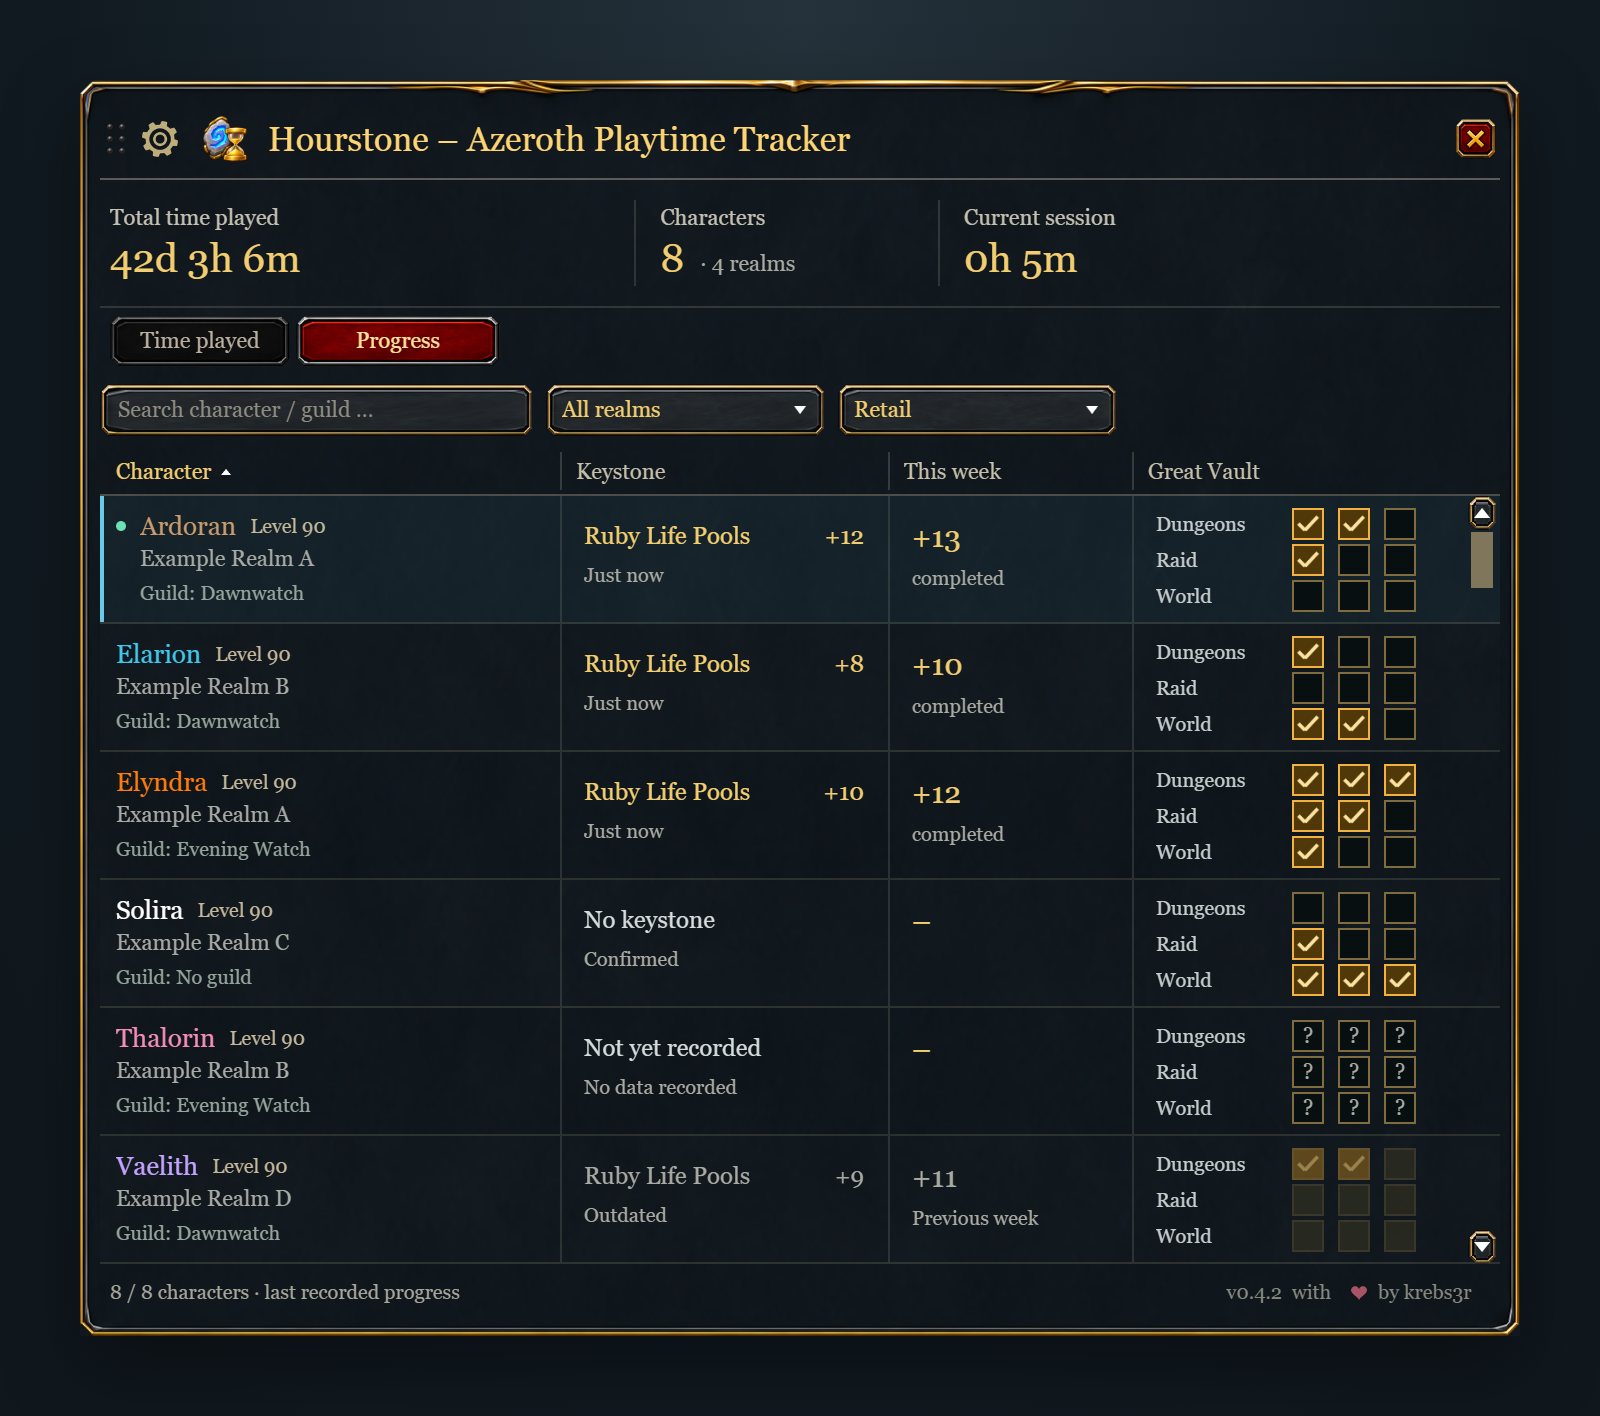 Hourstone – Azeroth Playtime Tracker
Total time played
42d 3h 6m
Characters
8 · 4 realms
Current session
0h 5m
Time played
Progress
Search character / guild ...
All realms
Retail
Character
Keystone
This week
Great Vault
Ardoran Level 90
Example Realm A
Guild: Dawnwatch
Ruby Life Pools +12
Just now
+13
completed
Dungeons
Raid
World
Elarion Level 90
Example Realm B
Guild: Dawnwatch
Ruby Life Pools +8
Just now
+10
completed
Dungeons
Raid
World
Elyndra Level 90
Example Realm A
Guild: Evening Watch
Ruby Life Pools +10
Just now
+12
completed
Dungeons
Raid
World
Solira Level 90
Example Realm C
Guild: No guild
No keystone
Confirmed
–
Dungeons
Raid
World
Thalorin Level 90
Example Realm B
Guild: Evening Watch
Not yet recorded
No data recorded
–
Dungeons ? ? ?
Raid ? ? ?
World ? ? ?
Vaelith Level 90
Example Realm D
Guild: Dawnwatch
Ruby Life Pools +9
Outdated
+11
Previous week
Dungeons
Raid
World
8 / 8 characters · last recorded progress
v0.4.2 with ♥ by krebs3r